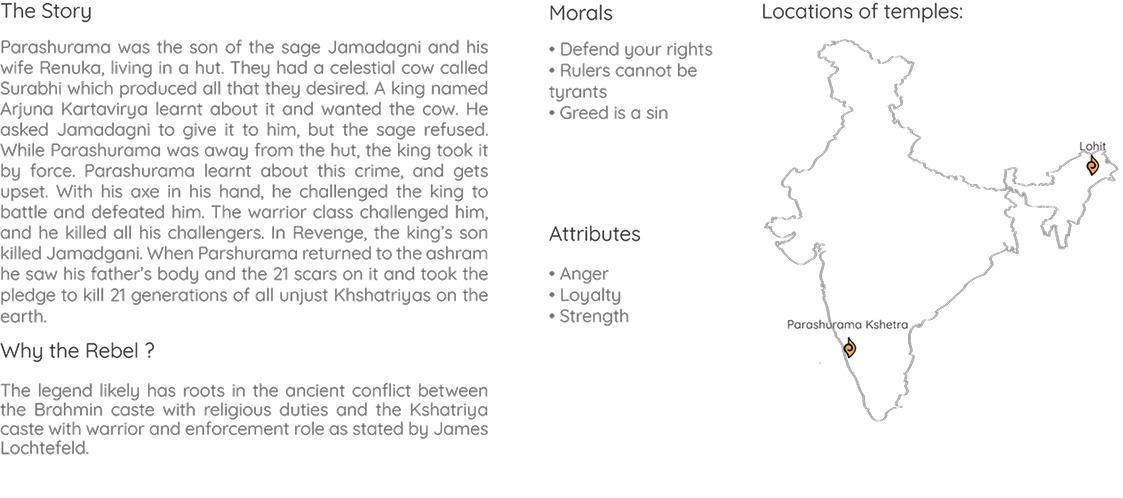 The Story
Parashurama was the son of the sage Jamadagni and his
wife Renuka, living in a hut. They had a celestial cow called
Surabhi which produced all that they desired. A king named
Arjuna Kartavirya learnt about it and wanted the cow. He
asked Jamadagni to give it to him, but the sage refused.
While Parashurama was away from the hut, the king took it
by force. Parashurama learnt about this crime, and gets
upset. With his axe in his hand, he challenged the king to
battle and defeated him. The warrior class challenged him,
and he killed all his challengers. In Revenge, the king's son
killed Jamadgani. When Parshurama returned to the ashram
he saw his father's body and the 21 scars on it and took the
pledge to kill 21 generations of all unjust Khshatriyas on the
earth.
Why the Rebel ?
The legend likely has roots in the ancient conflict between
the Brahmin caste with religious duties and the Kshatriya
caste with warrior and enforcement role as stated by James
Lochtefeld.
Morals
• Defend your rights
• Rulers cannot be
tyrants
• Greed is a sin
Attributes
• Anger
• Loyalty
• Strength
Locations of temples:
Lohit
Parashurama Kshetra